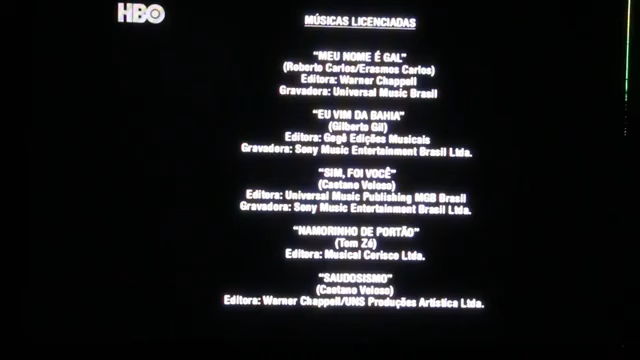 HBO
MÚSICAS LICENCIADAS
"MEU NOME É GAL"
(Roberto Carlos/Erasmos Carlos)
Editora: Warner Chappell
Gravadora: Universal Music Brasil
"EU VIM DA BAHIA"
(Gilberto Gil)
Editora: Gegê Edições Musicais
Gravadora: Sony Music Entertainment Brasil Ltda.
"SIM, FOI VOCÊ"
(Caetano Veloso)
Editora: Universal Music Publishing MGB Brasil
Gravadora: Sony Music Entertainment Brasil Ltda.
"NAMORINHO DE PORTÃO"
(Tom Zé)
Editora: Musical Corisco Ltda.
"SAUDOSISMO"
(Caetano Veloso)
Editora: Warner Chappell/UNS Produções Artística Ltda.